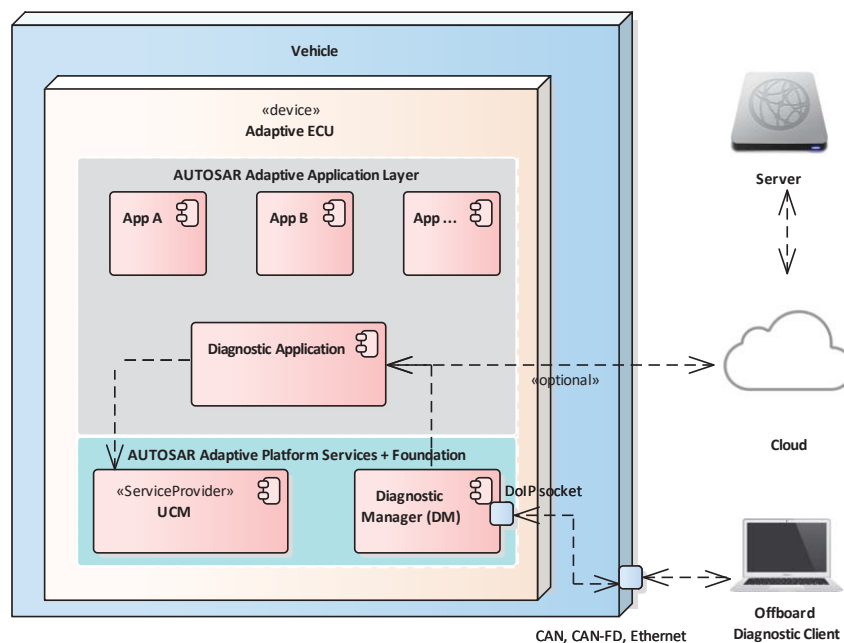 Vehicle
«device»
Adaptive ECU
AUTOSAR Adaptive Application Layer
App A
App B
App ...
Server
Diagnostic Application
«optional»
Cloud
AUTOSAR Adaptive Platform Services + Foundation
«ServiceProvider»
UCM
Diagnostic
Manager (DM)
DoIP socket
Offboard
Diagnostic Client
CAN, CAN-FD, Ethernet